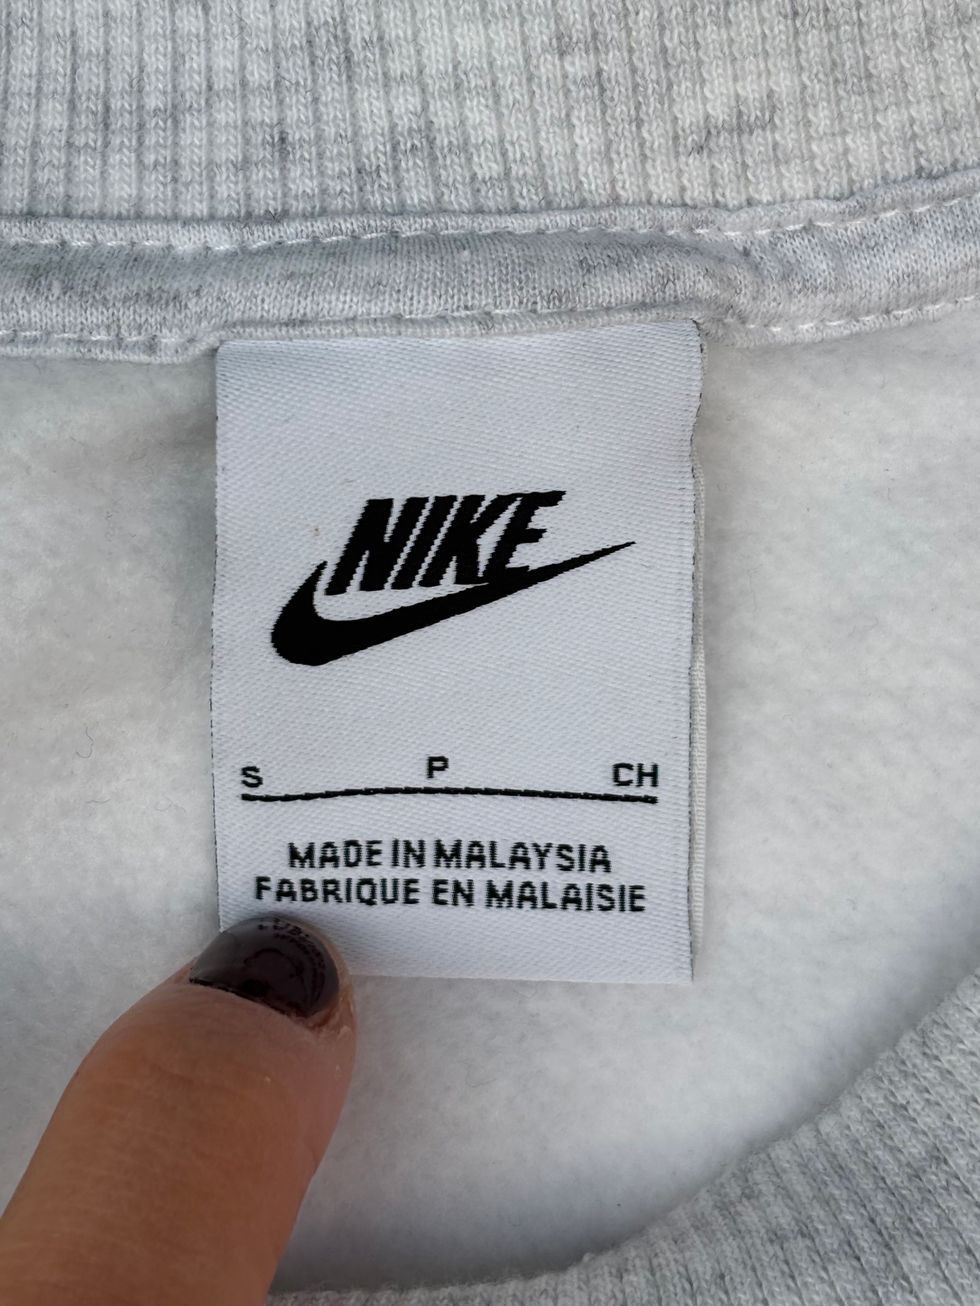 NIKE
S P CH
MADE IN MALAYSIA
FABRIQUE EN MALAISIE